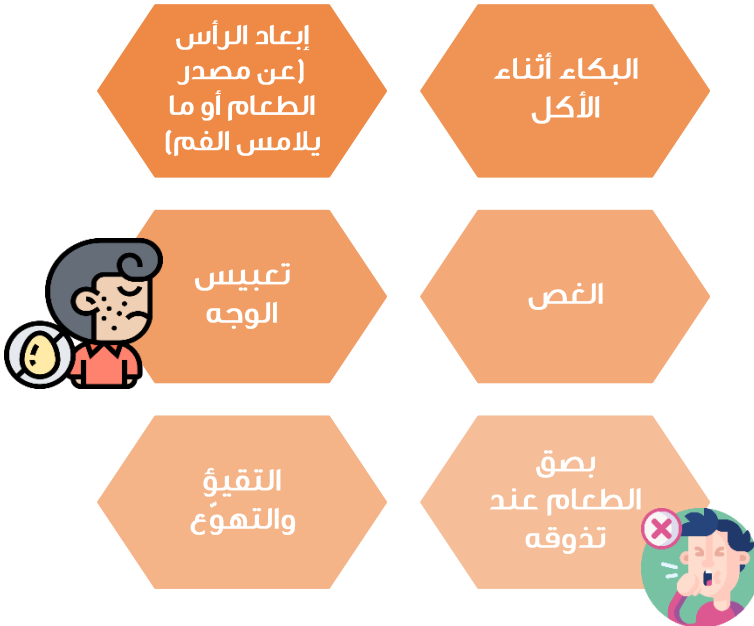 البكاء أثناء
الأكل
إبعاد الرأس
(عن مصدر
الطعام أو ما
يلامس الفم)
الغص
تعبيس
الوجه
بصق
الطعام عند
تذوقه
التقيؤ
والتهوّع